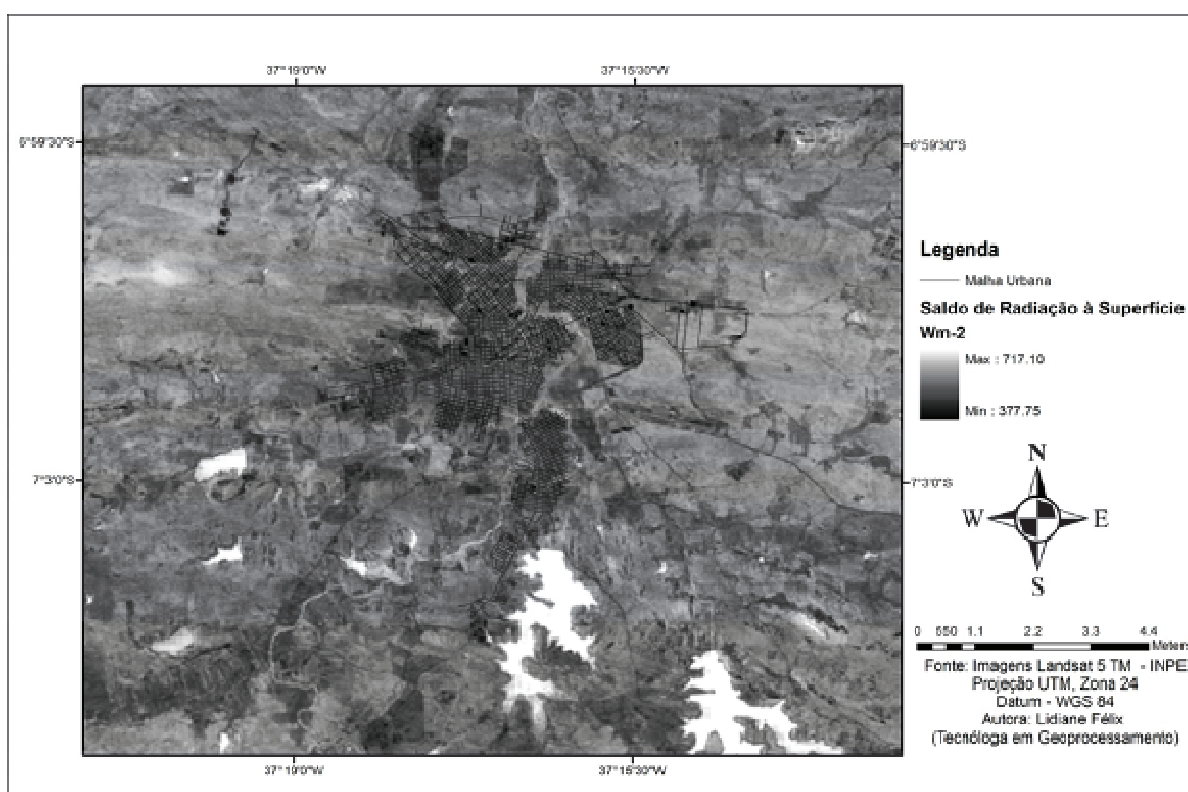 37°19'0"W 37°15'30"W
6°59'30"S 6°59'30"S
Legenda
Malha Urbana
Saldo de Radiação à Superfície
Wm-2
Max : 717.10
Min : 377.75
7°3'0"S 7°3'0"S
N
W E
S
0 550 1.1 2.2 3.3 4.4
Fonte: Imagens Landsat 5 TM - INPE
Projeção UTM, Zona 24
Datum - WGS 84
Autora: Lidiane Félix
(Tecnóloga em Geoprocessamento)
37°19'0"W 37°15'30"W